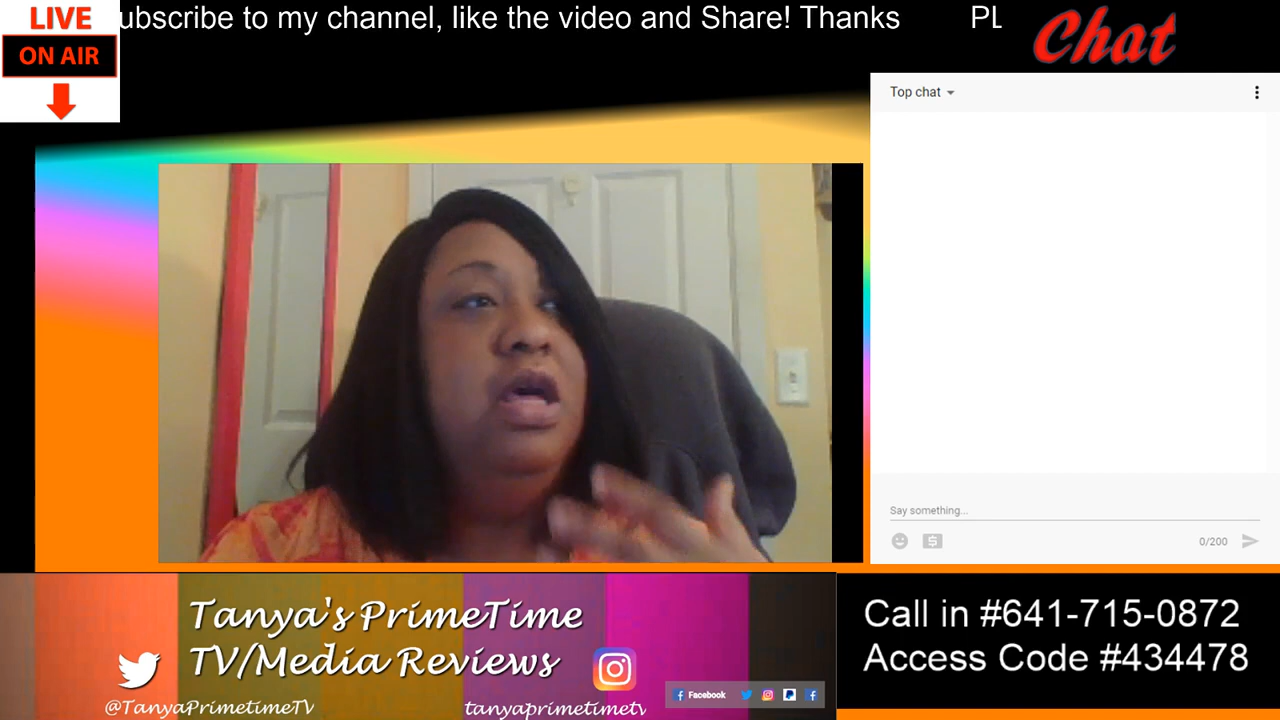 LIVE
ON AIR
ubscribe to my channel, like the video and Share! Thanks
PL
Chat
Top chat
Say something...
0/200
Tanya's PrimeTime
TV/Media Reviews
@TanyaPrimetimeTV
tanyaprimetimetv
Facebook
Call in #641-715-0872
Access Code #434478